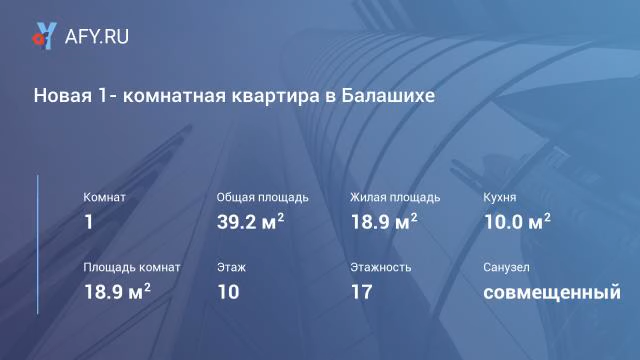 AFY.RU
Новая 1- комнатная квартира в Балашихе
Комнат Общая площадь Жилая площадь Кухня
1 39.2 м² 18.9 м² 10.0 м²
Площадь комнат Этаж Этажность Санузел
18.9 м² 10 17 совмещенный